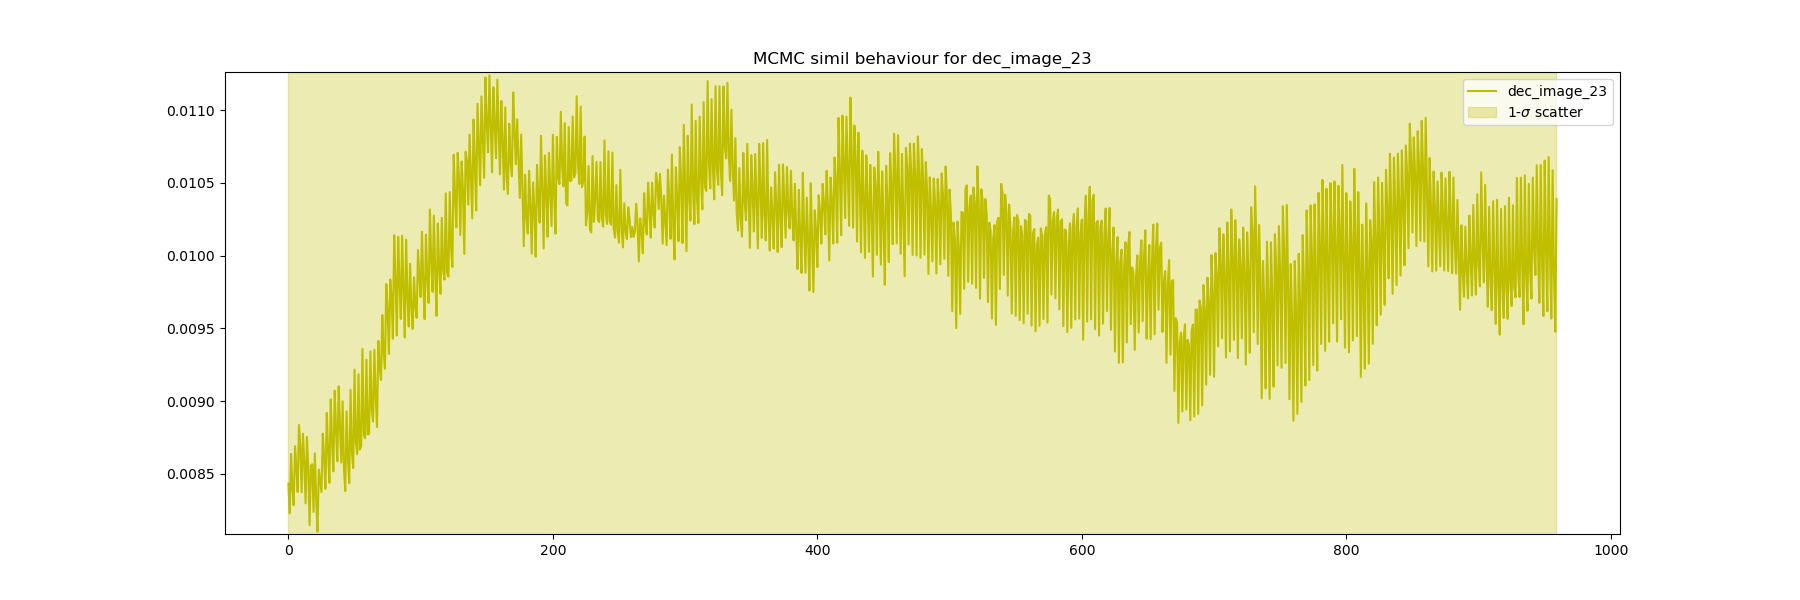 MCMC simil behaviour for dec_image_23
dec_image_23
1-σ scatter
0.0110
0.0105
0.0100
0.0095
0.0090
0.0085
0 200 400 600 800 1000